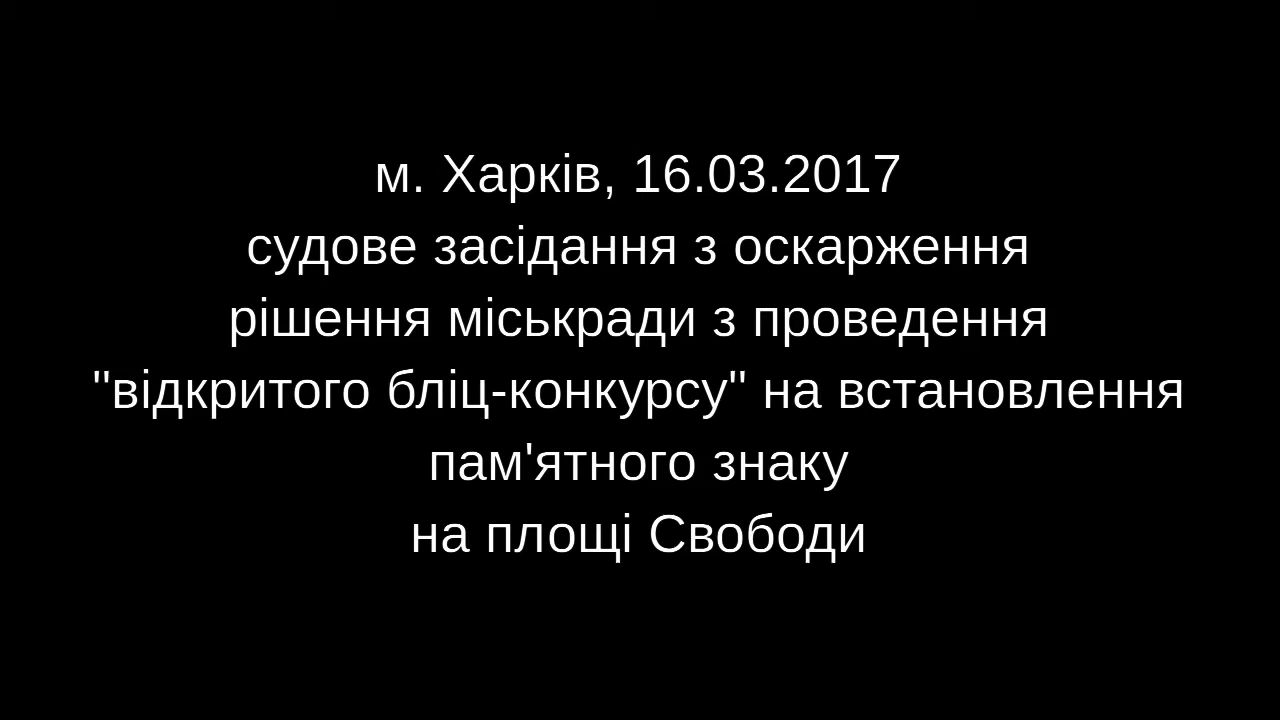 м. Харків, 16.03.2017
судове засідання з оскарження
рішення міськради з проведення
"відкритого бліц-конкурсу" на встановлення
пам'ятного знаку
на площі Свободи